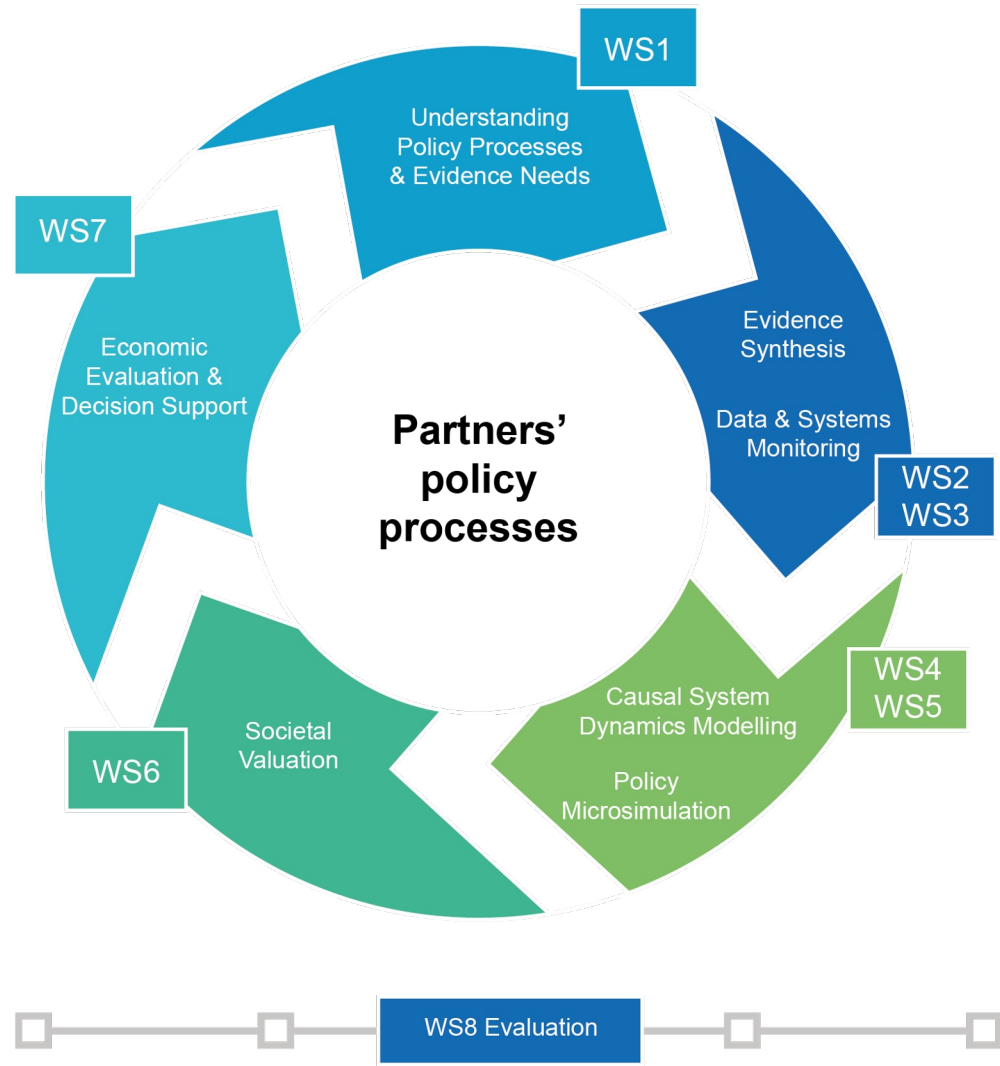 WS1
Understanding
Policy Processes
& Evidence Needs
Evidence
Synthesis
Data & Systems
Monitoring
WS2
WS3
Causal System
Dynamics Modelling
Policy
Microsimulation
WS4
WS5
Societal
Valuation
WS6
Economic
Evaluation &
Decision Support
WS7
Partners’
policy
processes
WS8 Evaluation